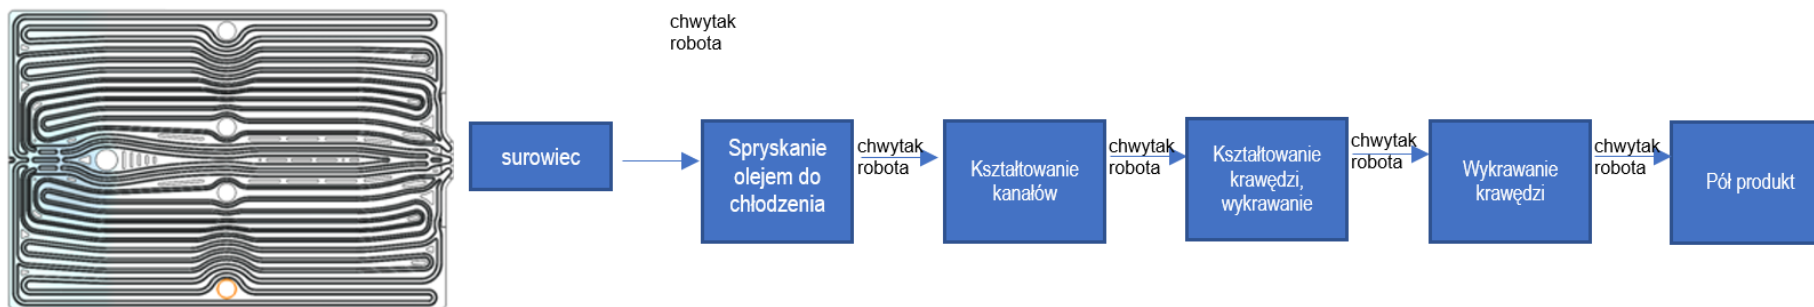 chwytak
robota
surowiec
Spryskanie
olejem do
chłodzenia
chwytak
robota
Kształtowanie
kanałów
chwytak
robota
Kształtowanie
krawędzi,
wykrawanie
chwytak
robota
Wykrawanie
krawędzi
chwytak
robota
Pół produkt